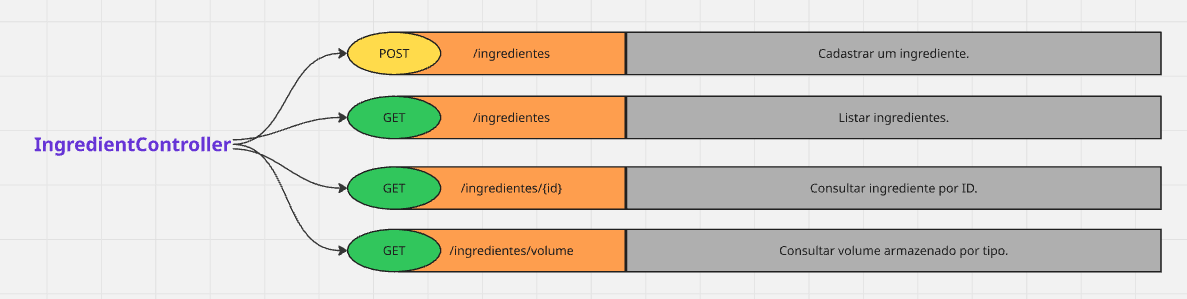 IngredientController
POST /ingredientes Cadastrar um ingrediente.
GET /ingredientes Listar ingredientes.
GET /ingredientes/{id} Consultar ingrediente por ID.
GET /ingredientes/volume Consultar volume armazenado por tipo.